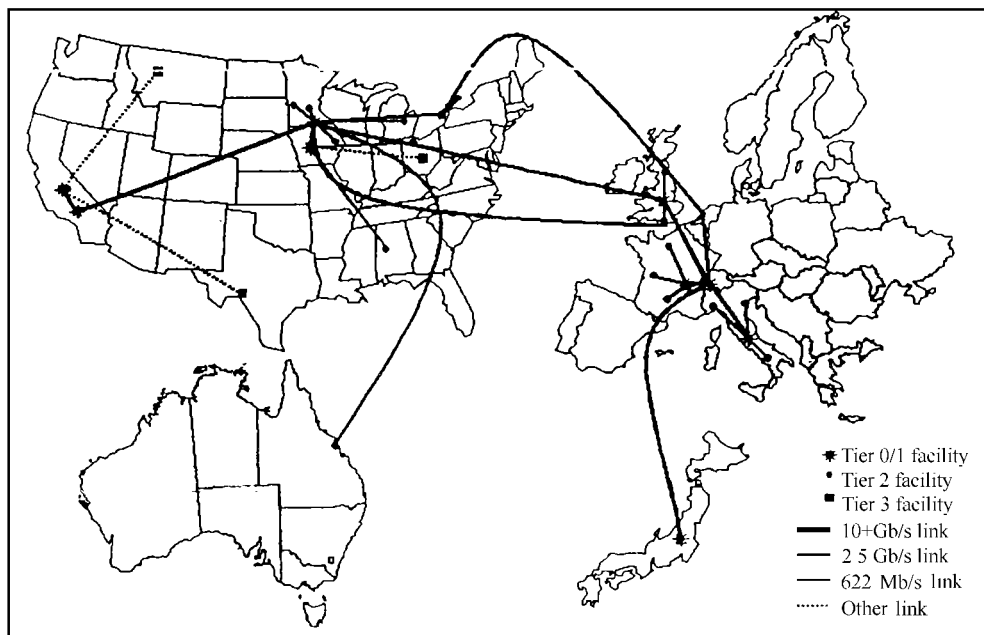 Tier 0/1 facility
Tier 2 facility
Tier 3 facility
10+Gb/s link
2 5 Gb/s link
622 Mb/s link
Other link